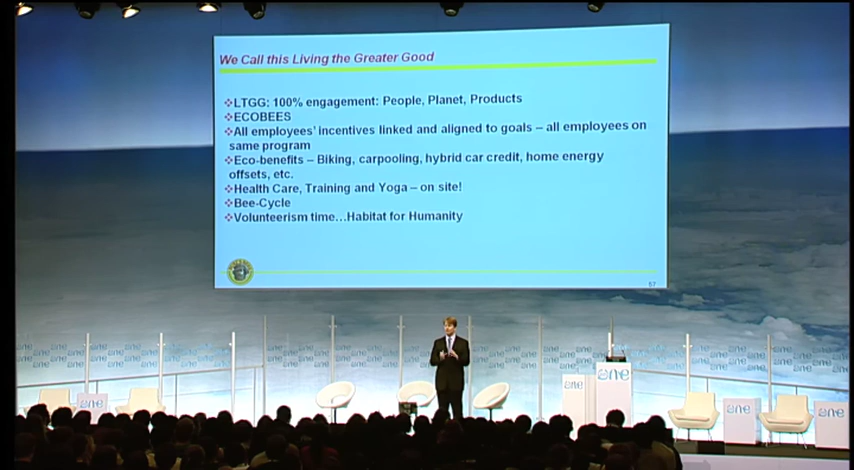 We Call this Living the Greater Good
❖LTGG: 100% engagement: People, Planet, Products
❖ECOBEES
❖All employees' incentives linked and aligned to goals – all employees on
same program
❖Eco-benefits – Biking, carpooling, hybrid car credit, home energy
offsets, etc.
❖Health Care, Training and Yoga – on site!
❖Bee-Cycle
❖Volunteerism time…Habitat for Humanity
57
one
one
one
one
one